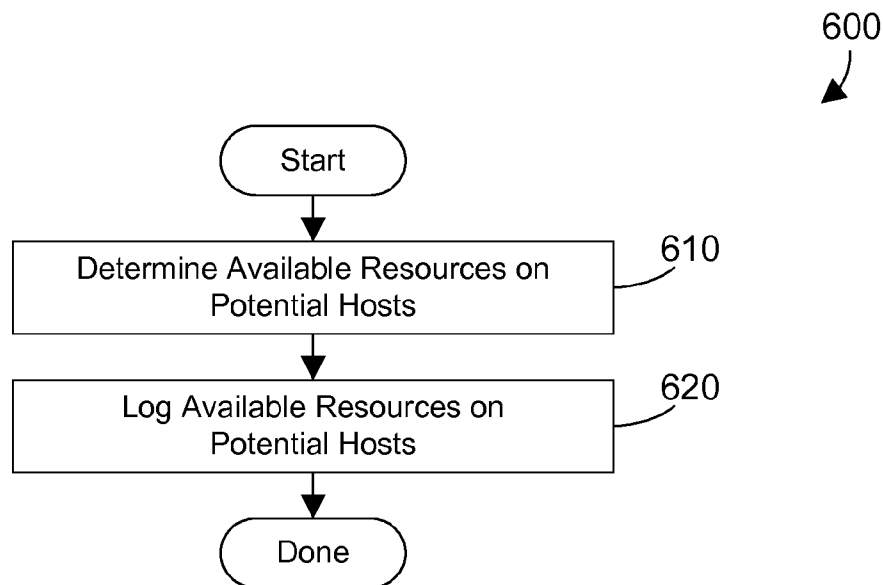 600
Start
Determine Available Resources on
Potential Hosts
610
Log Available Resources on
Potential Hosts
620
Done